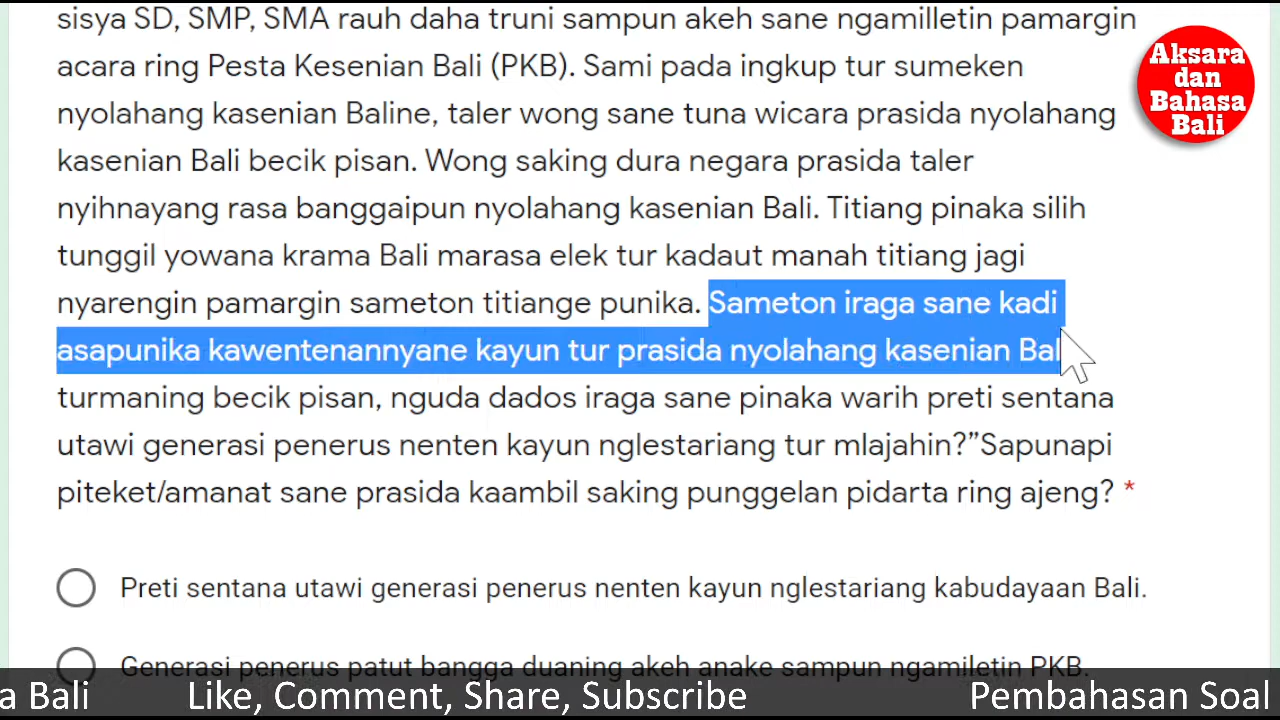 sisya SD, SMP, SMA rauh daha truni sampun akeh sane ngamilletin pamargin
acara ring Pesta Kesenian Bali (PKB). Sami pada ingkup tur sumeken
nyolahang kasenian Baline, taler wong sane tuna wicara prasida nyolahang
kasenian Bali becik pisan. Wong saking dura negara prasida taler
nyihnayang rasa banggaipun nyolahang kasenian Bali. Titiang pinaka silih
tunggil yowana krama Bali marasa elek tur kadaut manah titiang jagi
nyarengin pamargin sameton titiange punika. Sameton iraga sane kadi
asapunika kawentenannyane kayun tur prasida nyolahang kasenian Bal
turmaning becik pisan, nguda dados iraga sane pinaka warih preti sentana
utawi generasi penerus nenten kayun nglestariang tur mlajahin?”Sapunapi
piteket/amanat sane prasida kaambil saking punggelan pidarta ring ajeng? *
Aksara
dan
Bahasa
Bali
Preti sentana utawi generasi penerus nenten kayun nglestariang kabudayaan Bali.
Generasi penerus patut bangga duaning akeh anake sampun ngamiletin PKB.
a Bali Like, Comment, Share, Subscribe Pembahasan Soal